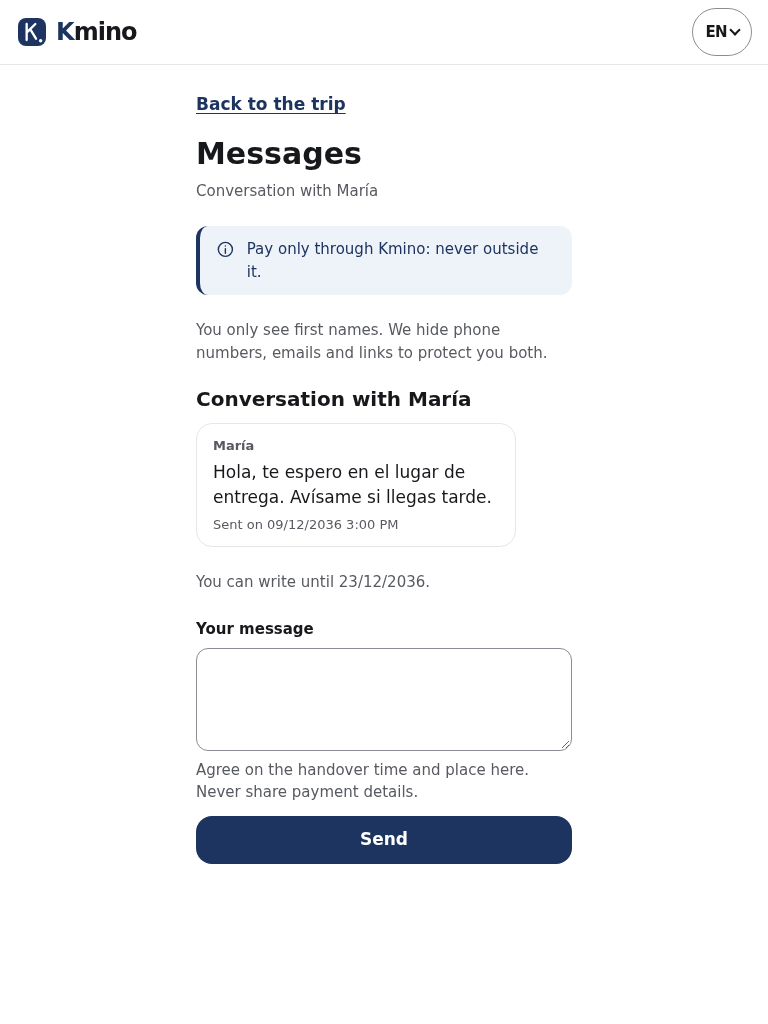 Kmino
EN
Back to the trip
Messages
Conversation with María
Pay only through Kmino: never outside
it.
You only see first names. We hide phone
numbers, emails and links to protect you both.
Conversation with María
María
Hola, te espero en el lugar de
entrega. Avísame si llegas tarde.
Sent on 09/12/2036 3:00 PM
You can write until 23/12/2036.
Your message
Agree on the handover time and place here.
Never share payment details.
Send